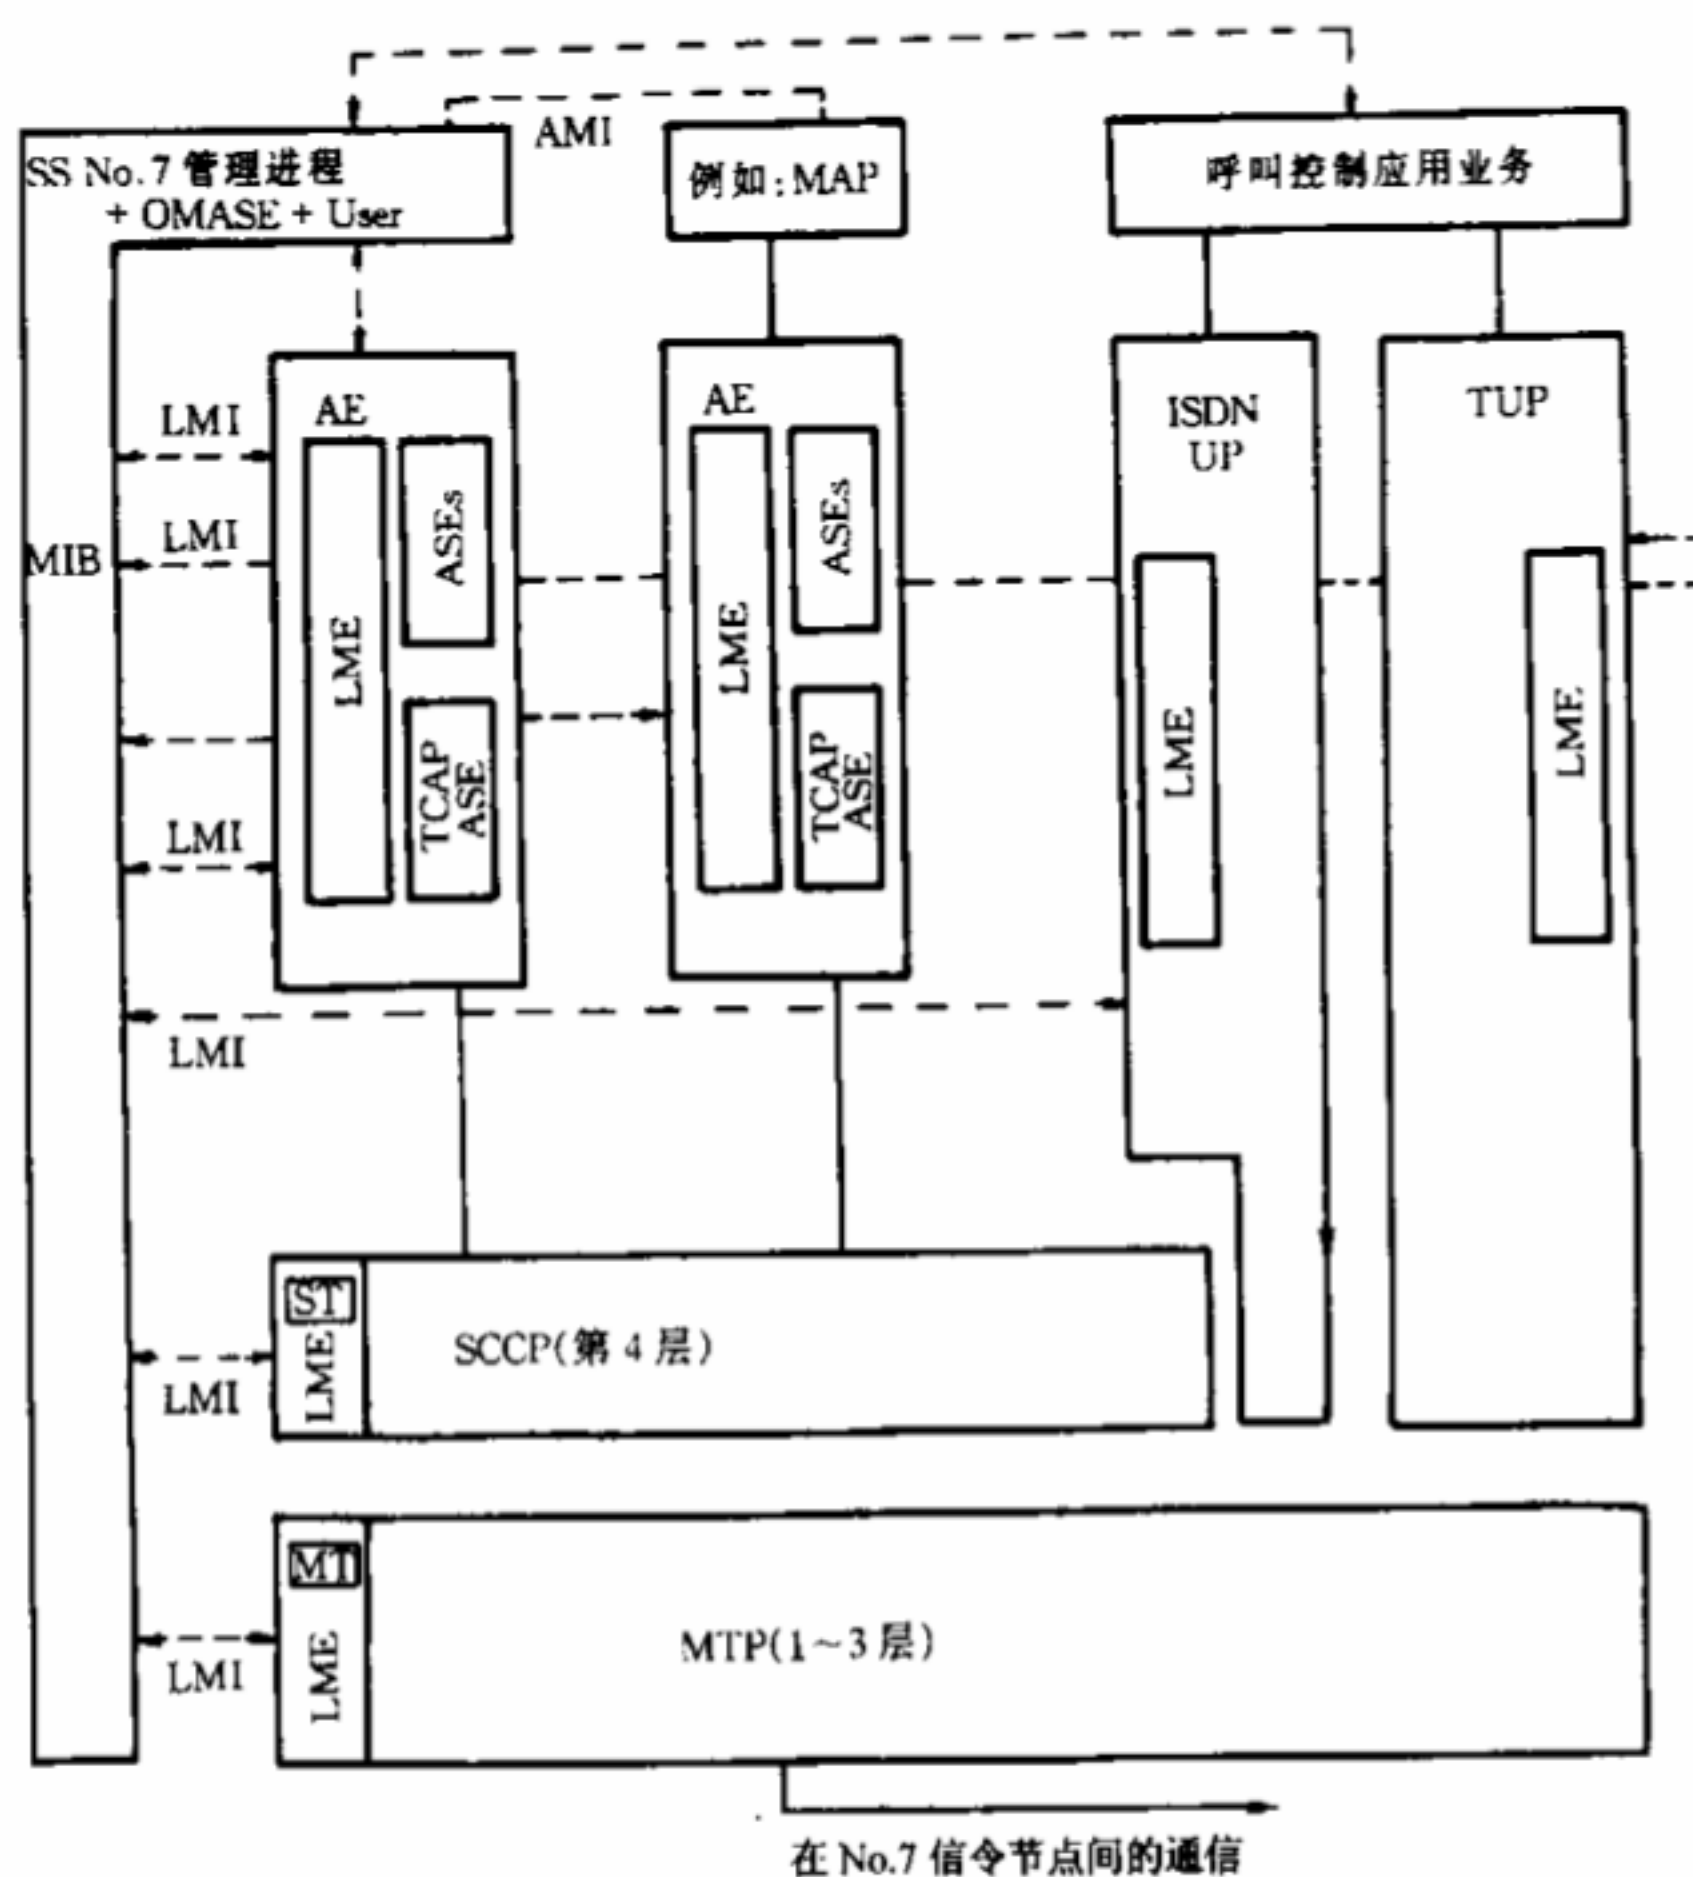 AMI
SS No.7 管理进程
+ OMASE + User
例如:MAP
呼叫控制应用业务
AE
AE
ISDN
UP
TUP
LMI
LMI
MIB
LMI
LMI
LME
ASEs
TCAP
ASE
LME
ASEs
TCAP
ASE
LME
LME
ST
LME
SCCP(第 4 层)
LMI
MT
LME
MTP(1~3 层)
LMI
在 No.7 信令节点间的通信